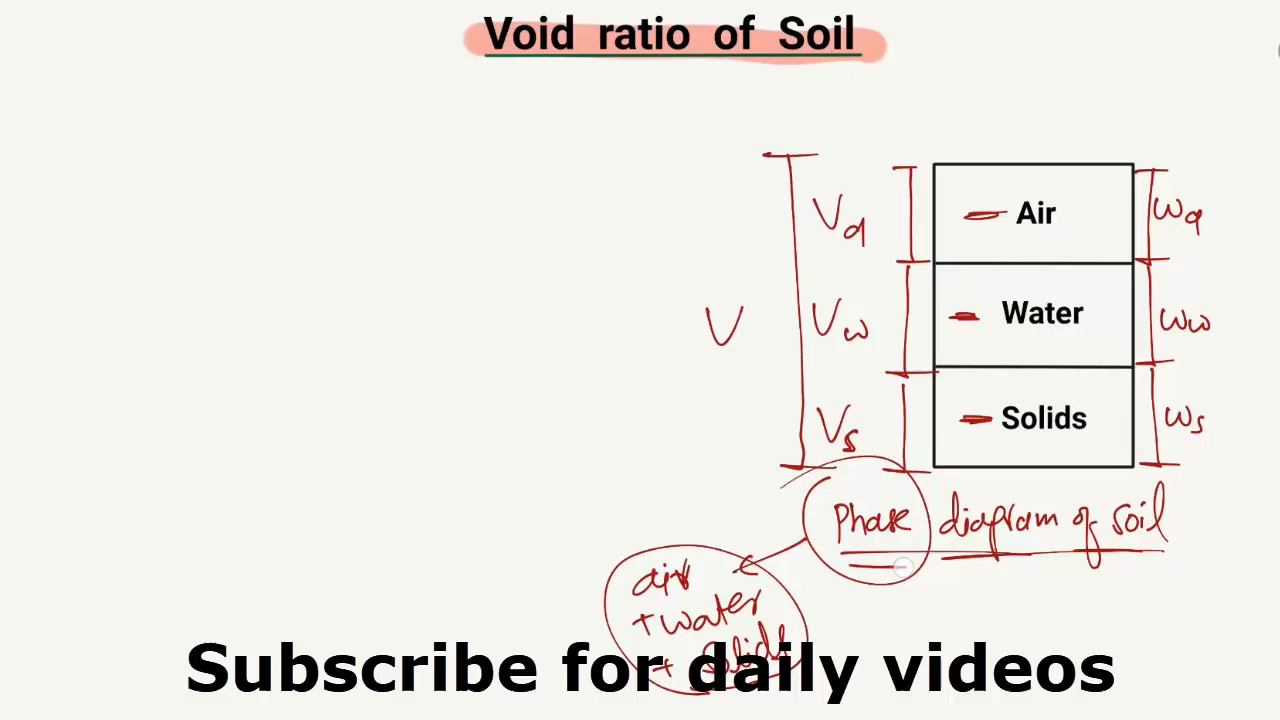 Void ratio of Soil
Va
Air
wa
V
Vw
Water
ww
Vs
Solids
ws
Phase diagram of soil
air
+ water
+ Solids
Subscribe for daily videos